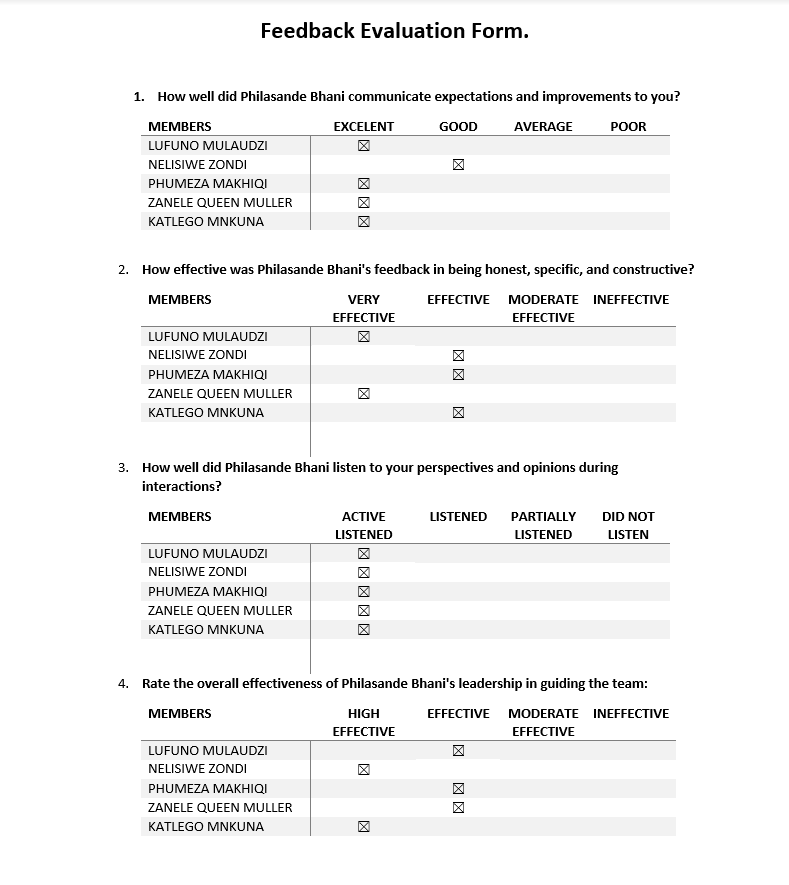 Feedback Evaluation Form.
1. How well did Philasande Bhani communicate expectations and improvements to you?
MEMBERS EXCELENT GOOD AVERAGE POOR
LUFUNO MULAUDZI ☒
NELISIWE ZONDI ☒
PHUMEZA MAKHIQI ☒
ZANELE QUEEN MULLER ☒
KATLEGO MNKUNA ☒
2. How effective was Philasande Bhani's feedback in being honest, specific, and constructive?
MEMBERS VERY EFFECTIVE MODERATE INEFFECTIVE
EFFECTIVE EFFECTIVE
LUFUNO MULAUDZI ☒
NELISIWE ZONDI ☒
PHUMEZA MAKHIQI ☒
ZANELE QUEEN MULLER ☒
KATLEGO MNKUNA ☒
3. How well did Philasande Bhani listen to your perspectives and opinions during
interactions?
MEMBERS ACTIVE LISTENED PARTIALLY DID NOT
LISTENED LISTENED LISTEN
LUFUNO MULAUDZI ☒
NELISIWE ZONDI ☒
PHUMEZA MAKHIQI ☒
ZANELE QUEEN MULLER ☒
KATLEGO MNKUNA ☒
4. Rate the overall effectiveness of Philasande Bhani's leadership in guiding the team:
MEMBERS HIGH EFFECTIVE MODERATE INEFFECTIVE
EFFECTIVE EFFECTIVE
LUFUNO MULAUDZI ☒
NELISIWE ZONDI ☒
PHUMEZA MAKHIQI ☒
ZANELE QUEEN MULLER ☒
KATLEGO MNKUNA ☒